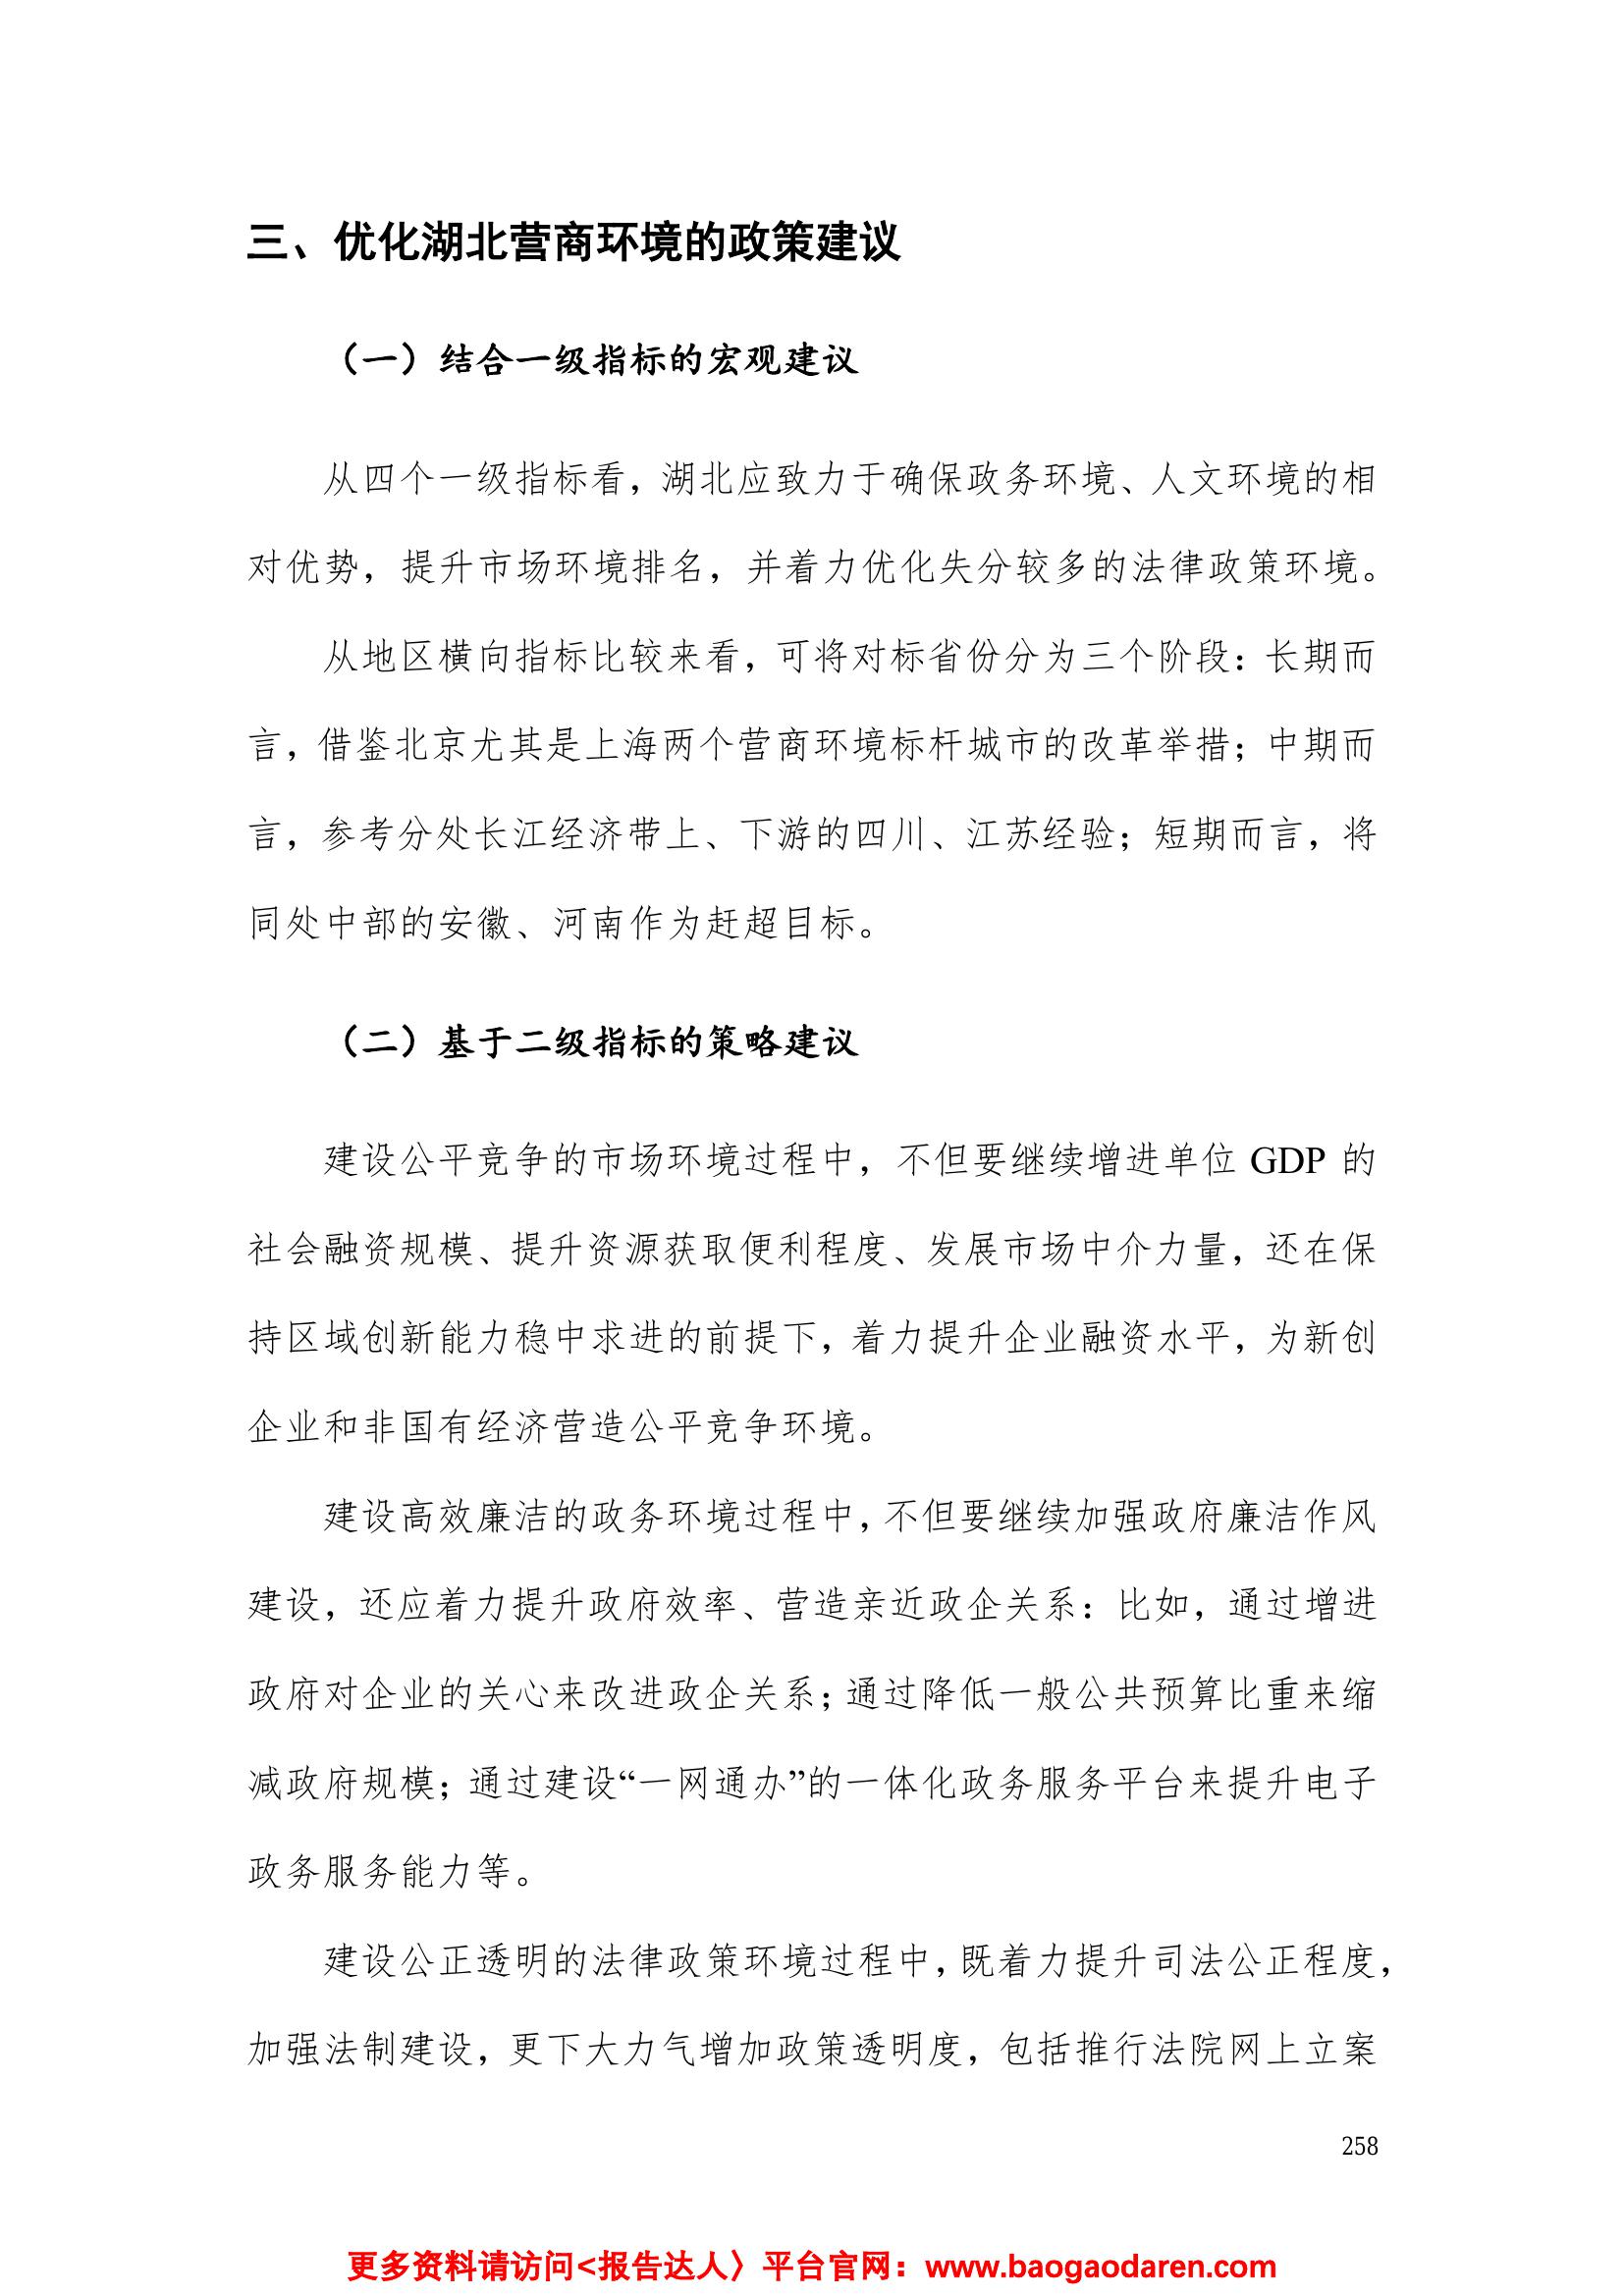 三、优化湖北营商环境的政策建议
（一）结合一级指标的宏观建议
从四个一级指标看，湖北应致力于确保政务环境、人文环境的相
对优势，提升市场环境排名，并着力优化失分较多的法律政策环境。
从地区横向指标比较来看，可将对标省份分为三个阶段：长期而
言，借鉴北京尤其是上海两个营商环境标杆城市的改革举措；中期而
言，参考分处长江经济带上、下游的四川、江苏经验；短期而言，将
同处中部的安徽、河南作为赶超目标。
（二）基于二级指标的策略建议
建设公平竞争的市场环境过程中，不但要继续增进单位 GDP 的
社会融资规模、提升资源获取便利程度、发展市场中介力量，还在保
持区域创新能力稳中求进的前提下，着力提升企业融资水平，为新创
企业和非国有经济营造公平竞争环境。
建设高效廉洁的政务环境过程中，不但要继续加强政府廉洁作风
建设，还应着力提升政府效率、营造亲近政企关系：比如，通过增进
政府对企业的关心来改进政企关系；通过降低一般公共预算比重来缩
减政府规模；通过建设“一网通办”的一体化政务服务平台来提升电子
政务服务能力等。
建设公正透明的法律政策环境过程中，既着力提升司法公正程度，
加强法制建设，更下大力气增加政策透明度，包括推行法院网上立案
258
更多资料请访问<报告达人〉平台官网：www.baogaodaren.com